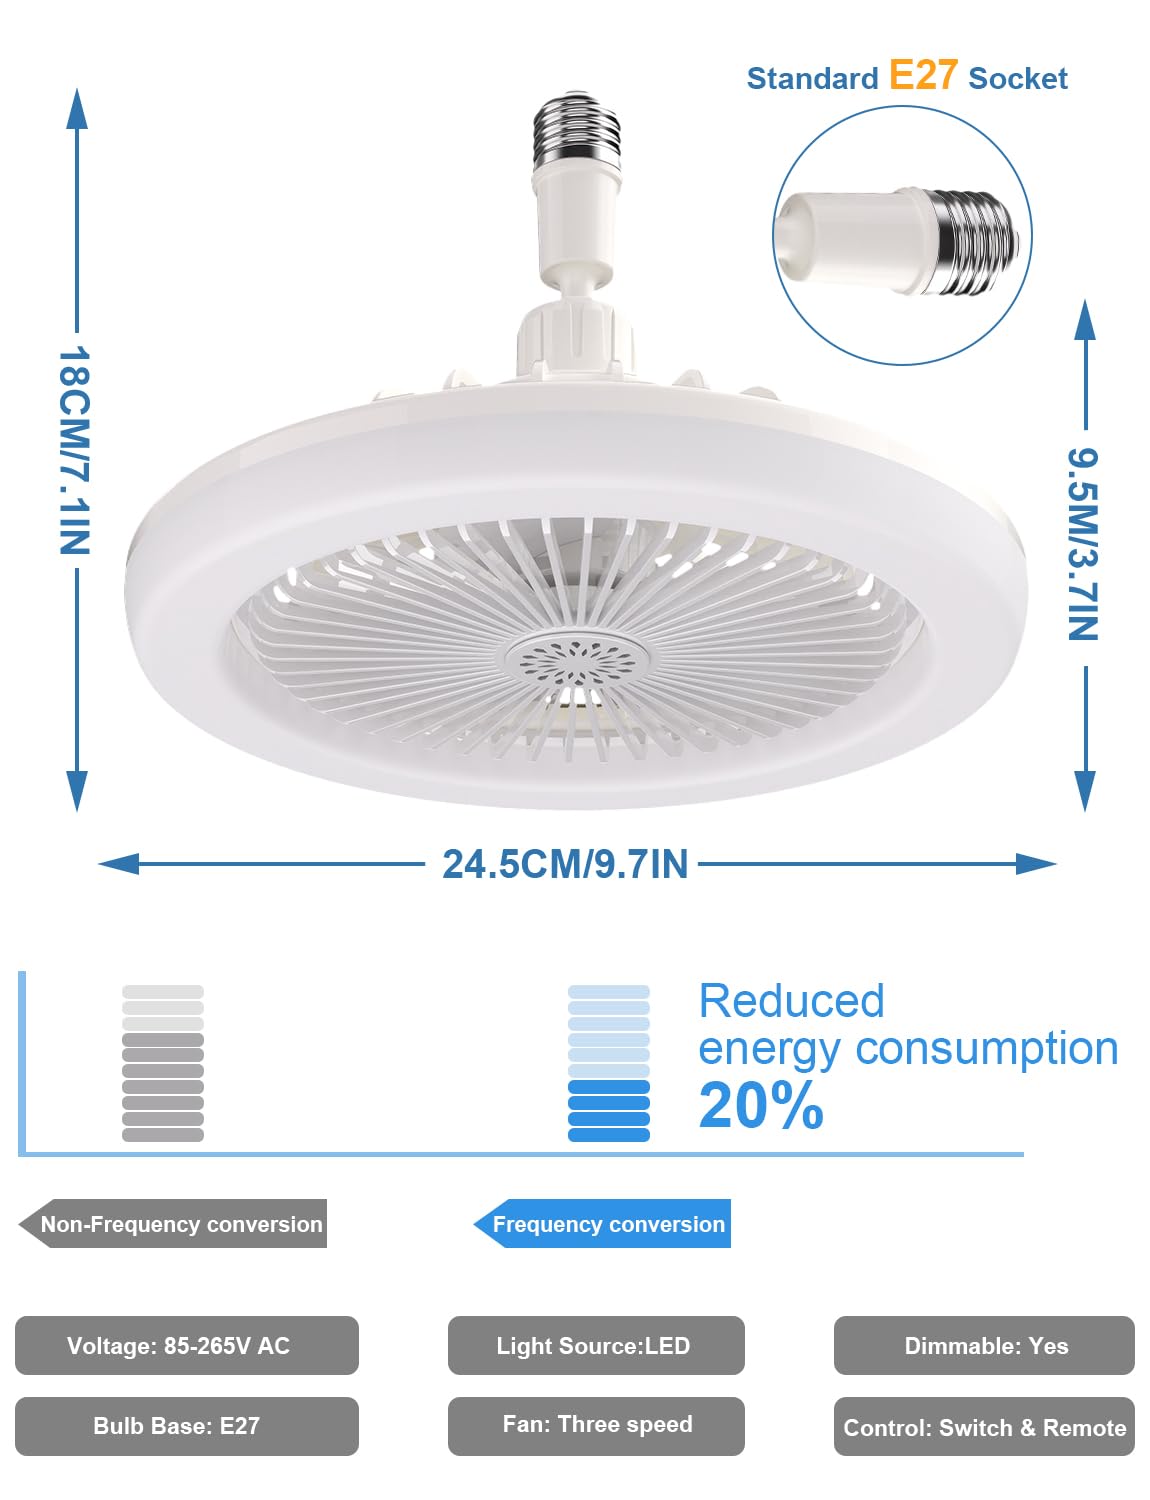 Standard E27 Socket
18CM/7.1IN
9.5M/3.7IN
24.5CM/9.7IN
Reduced
energy consumption
20%
Non-Frequency conversion
Frequency conversion
Voltage: 85-265V AC
Light Source:LED
Dimmable: Yes
Bulb Base: E27
Fan: Three speed
Control: Switch & Remote